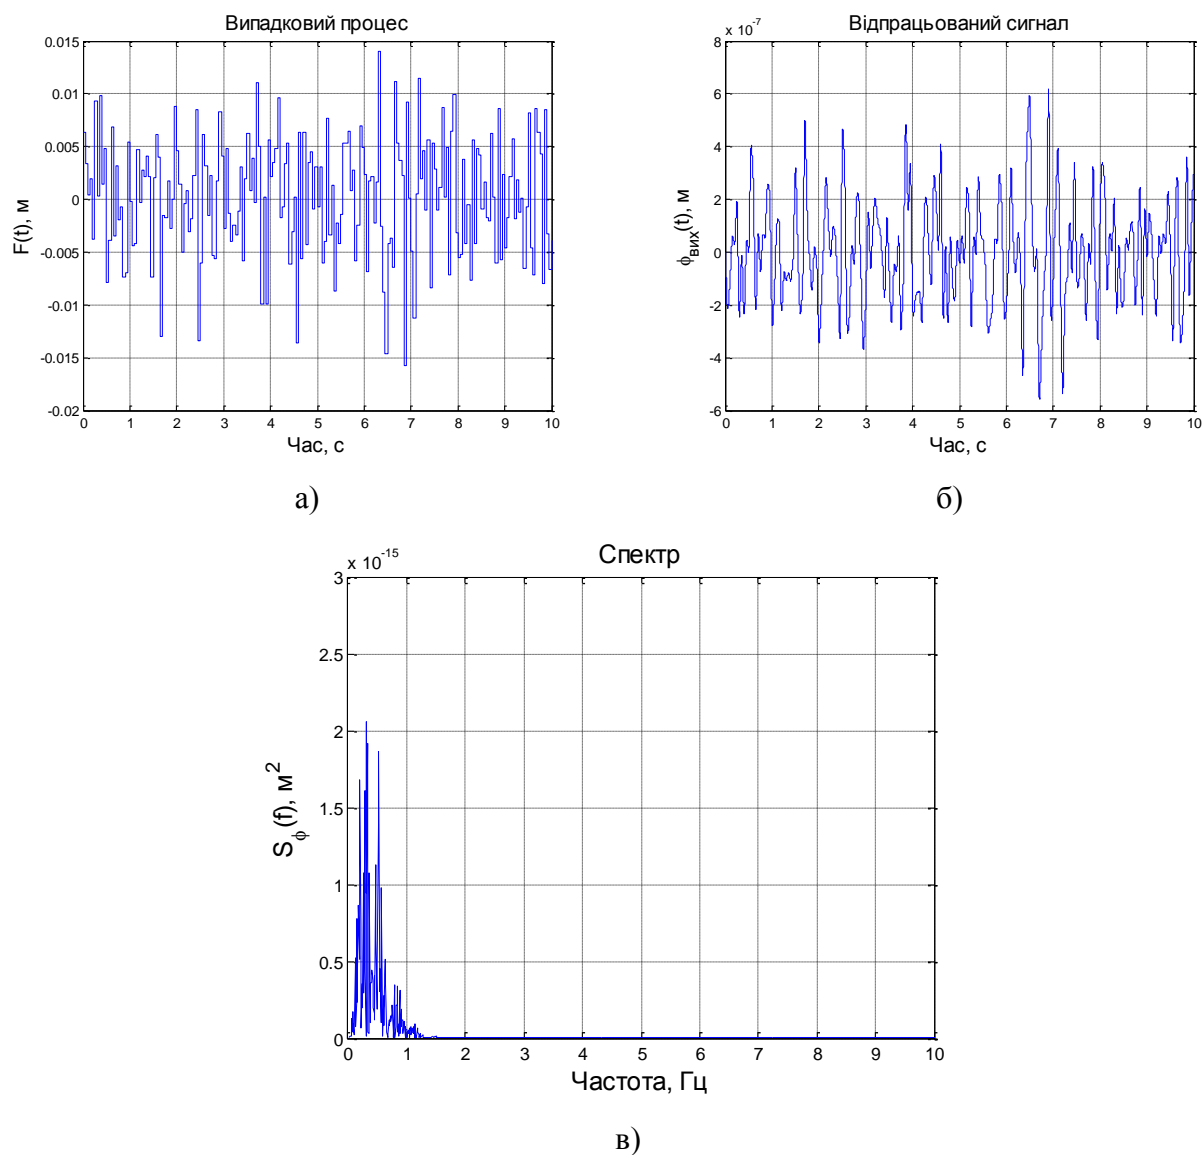 Випадковий процес
0.015
0.01
0.005
0
-0.005
-0.01
-0.015
-0.02
F(t), м
0 1 2 3 4 5 6 7 8 9 10
Час, с
а)
Відпрацьований сигнал
x 10^-7
8
6
4
2
0
-2
-4
-6
ϕвих(t), м
0 1 2 3 4 5 6 7 8 9 10
Час, с
б)
Спектр
x 10^-15
3
2.5
2
1.5
1
0.5
0
Sϕ(f), м^2
0 1 2 3 4 5 6 7 8 9 10
Частота, Гц
в)